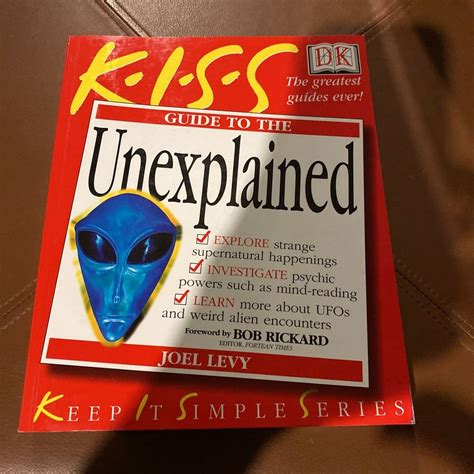 K·I·S·S
DK
The greatest
guides ever!
GUIDE TO THE
Unexplained
EXPLORE strange
supernatural happenings
INVESTIGATE psychic
powers such as mind-reading
LEARN more about UFOs
and weird alien encounters
Foreword by BOB RICKARD
EDITOR, FORTEAN TIMES
JOEL LEVY
KEEP IT SIMPLE SERIES